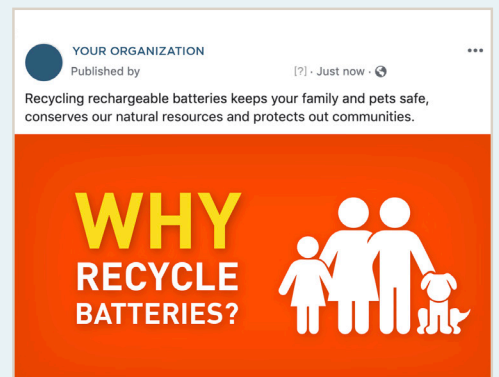 YOUR ORGANIZATION
Published by [?] · Just now ·
Recycling rechargeable batteries keeps your family and pets safe,
conserves our natural resources and protects out communities.
WHY
RECYCLE
BATTERIES?